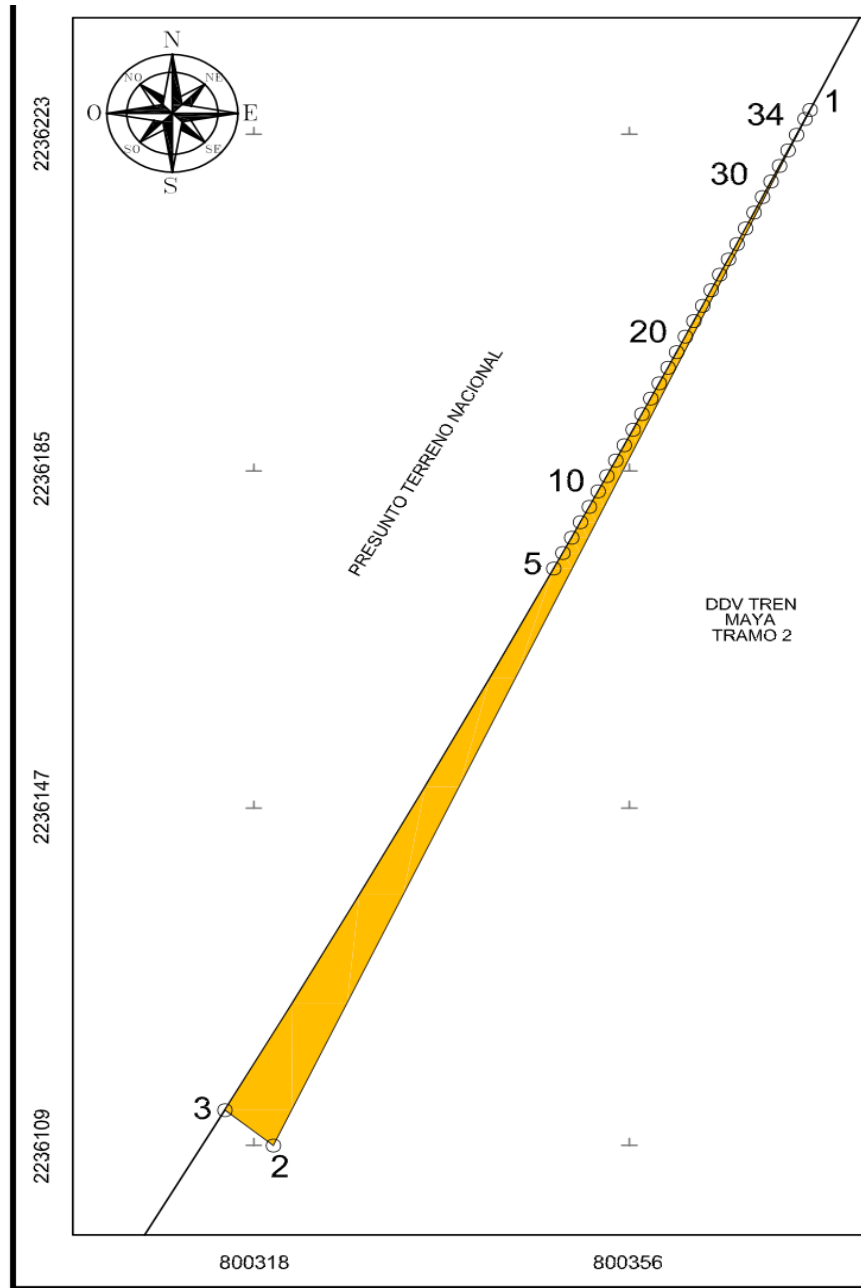 N
NO
NE
O
E
SO
SE
S
2236223
34
1
30
20
PRESUNTO TERRENO NACIONAL
2236185
10
5
DDV TREN
MAYA
TRAMO 2
2236147
3
2236109
2
800318
800356